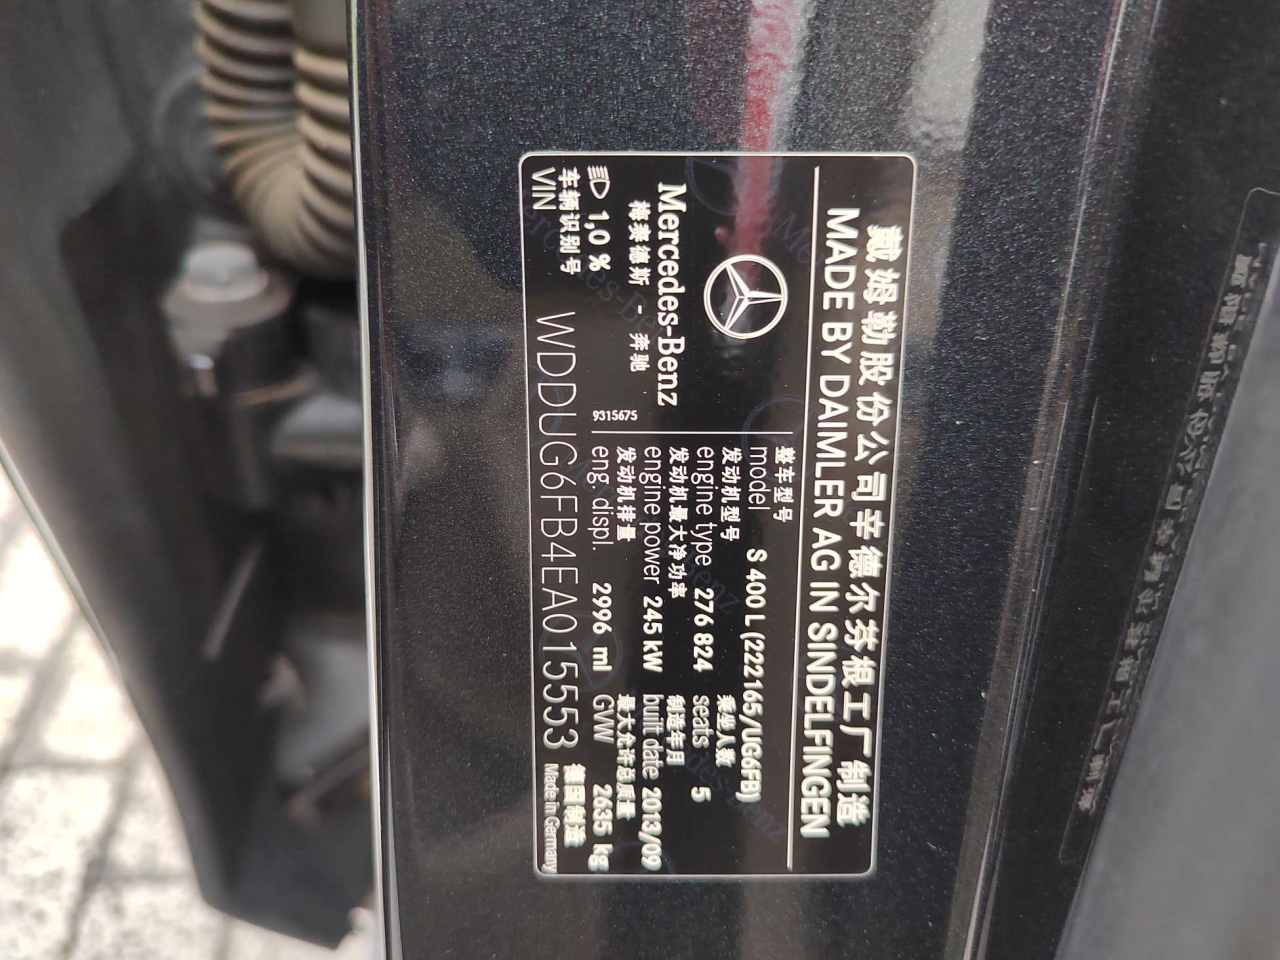 戴姆勒股份公司辛德尔芬根工厂制造
MADE BY DAIMLER AG IN SINDELFINGEN
Mercedes-Benz
梅赛德斯 - 奔驰
1,0 %
931S675
整车型号
model S 400 L (222165/UG6FB)
发动机型号 乘坐人数
engine type 276 824 seats 5
发动机最大净功率 制造年月
engine power 245 kW built date 2013/09
发动机排量 最大允许总质量
eng. displ. 2996 ml GVW 2635 kg
车辆识别号 德国制造
VIN WDDUG6FB4EA015553 Made in Germany